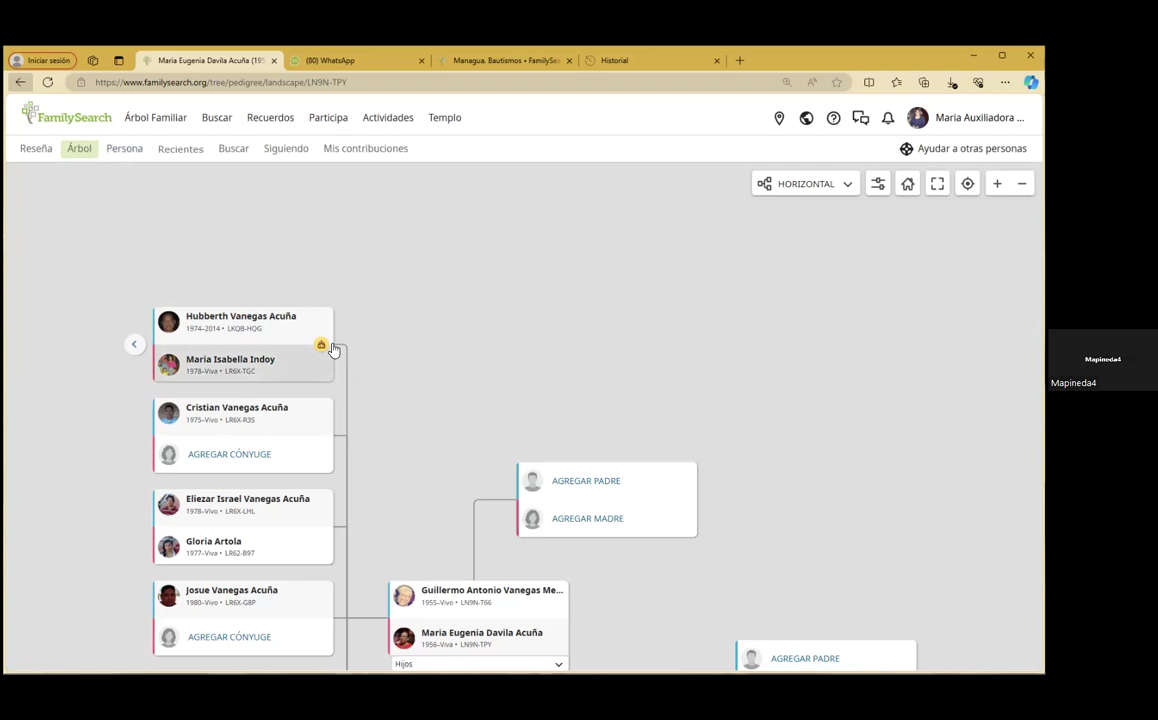 Iniciar sesión
Maria Eugenia Davila Acuña (195
(80) WhatsApp
Managua. Bautismos • FamilySea
Historial
https://www.familysearch.org/tree/pedigree/landscape/LN9N-TPY
FamilySearch
Árbol Familiar
Buscar
Recuerdos
Participa
Actividades
Templo
Maria Auxiliadora ...
Reseña
Árbol
Persona
Recientes
Buscar
Siguiendo
Mis contribuciones
Ayudar a otras personas
HORIZONTAL
Hubberth Vanegas Acuña
1974–2014 • LKQB-HQG
Maria Isabella Indoy
1978–Viva • LR6X-TGC
Cristian Vanegas Acuña
1975–Vivo • LR6X-R3S
AGREGAR CÓNYUGE
Eliezar Israel Vanegas Acuña
1978–Vivo • LR6X-LHL
Gloria Artola
1977–Viva • LR62-B97
Josue Vanegas Acuña
1980–Vivo • LR6X-G8P
AGREGAR CÓNYUGE
AGREGAR PADRE
AGREGAR MADRE
Guillermo Antonio Vanegas Me...
1955–Vivo • LN9N-T66
Maria Eugenia Davila Acuña
1956–Viva • LN9N-TPY
Hijos
AGREGAR PADRE
Mapineda4
Mapineda4